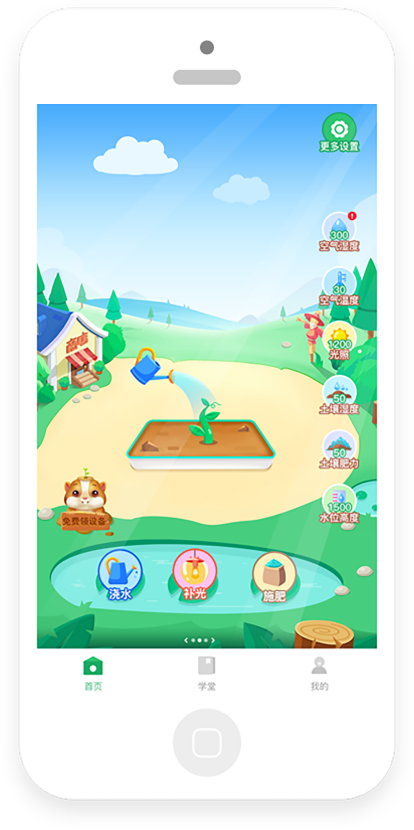 更多设置
300
空气湿度
30
空气温度
1200
光照
50
土壤湿度
50
土壤肥力
1500
水位高度
商店
免费领设备
浇水
补光
施肥
首页
学堂
我的